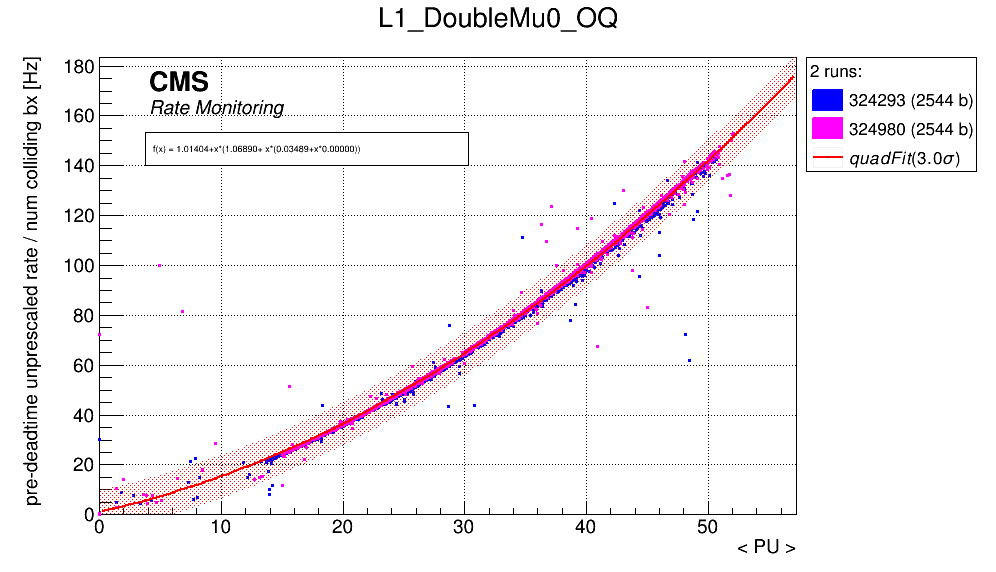 L1_DoubleMu0_OQ
pre-deadtime unprescaled rate / num colliding bx [Hz]
180
160
140
120
100
80
60
40
20
0
CMS
Rate Monitoring
f(x) = 1.01404+x*(1.06890+ x*(0.03489+x*0.00000))
2 runs:
324293 (2544 b)
324980 (2544 b)
quadFit(3.0σ)
0 10 20 30 40 50
< PU >